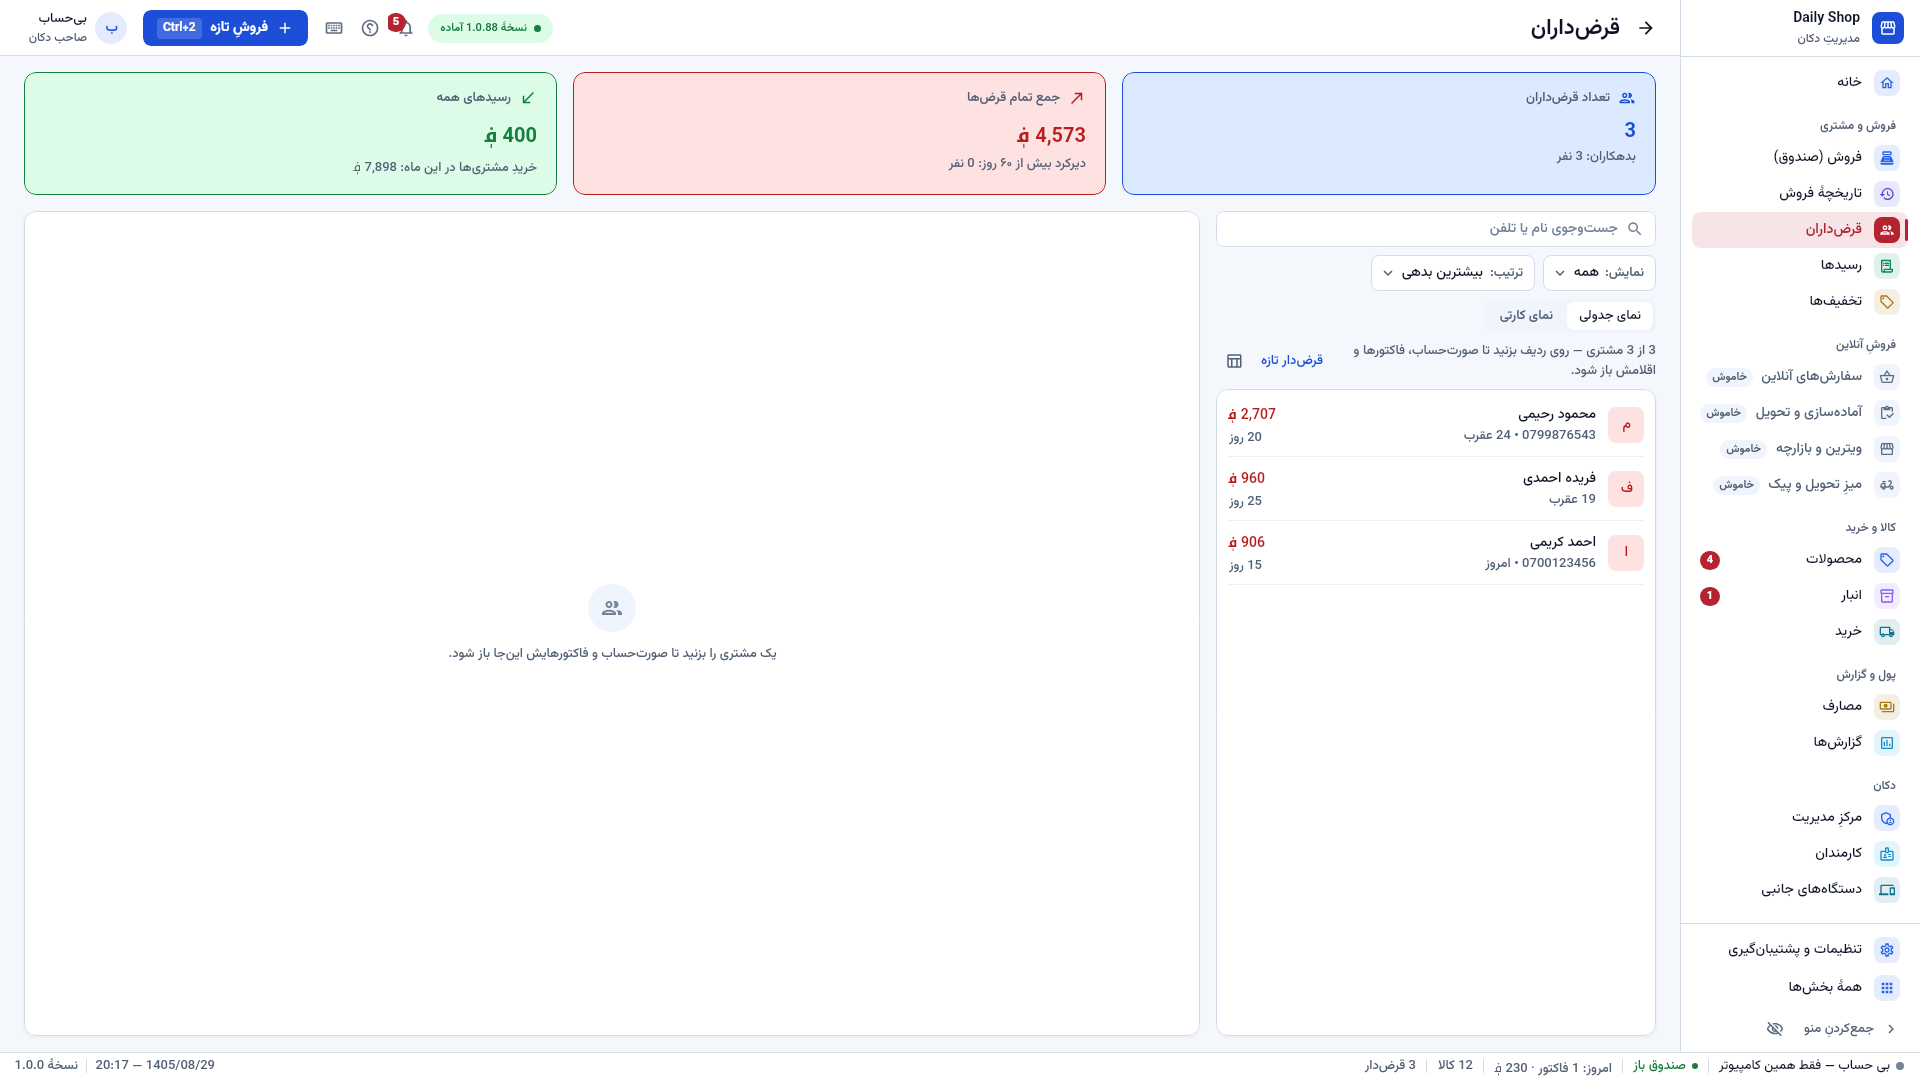 Daily Shop
مدیریتِ دکان
خانه
فروش و مشتری
فروش (صندوق)
تاریخچهٔ فروش
قرض‌داران
رسیدها
تخفیف‌ها
فروشِ آنلاین
سفارش‌های آنلاین خاموش
آماده‌سازی و تحویل خاموش
ویترین و بازارچه خاموش
میزِ تحویل و پیک خاموش
کالا و خرید
محصولات 4
انبار 1
خرید
پول و گزارش
مصارف
گزارش‌ها
دکان
مرکزِ مدیریت
کارمندان
دستگاه‌های جانبی
تنظیمات و پشتیبان‌گیری
همهٔ بخش‌ها
جمع‌کردنِ منو
قرض‌داران
نسخهٔ 1.0.88 آماده
5
فروشِ تازه Ctrl+2
ب
بی‌حساب
صاحب دکان
تعداد قرض‌داران
3
بدهکاران: 3 نفر
جمع تمام قرض‌ها
4,573 ؋
دیرکرد بیش از ۶۰ روز: 0 نفر
رسیدهای همه
400 ؋
خریدِ مشتری‌ها در این ماه: 7,898 ؋
جست‌وجوی نام یا تلفن
نمایش: همه
ترتیب: بیشترین بدهی
نمای جدولی
نمای کارتی
3 از 3 مشتری — روی ردیف بزنید تا صورت‌حساب، فاکتورها و
اقلامش باز شود.
قرض‌دار تازه
م
محمود رحیمی
2,707 ؋
0799876543 • 24 عقرب
20 روز
ف
فریده احمدی
960 ؋
19 عقرب
25 روز
ا
احمد کریمی
906 ؋
0700123456 • امروز
15 روز
یک مشتری را بزنید تا صورت‌حساب و فاکتورهایش این‌جا باز شود.
بی حساب — فقط همین کامپیوتر
صندوق باز
امروز: 1 فاکتور · 230 ؋
12 کالا
3 قرض‌دار
1405/08/29 — 20:17
نسخهٔ 1.0.0